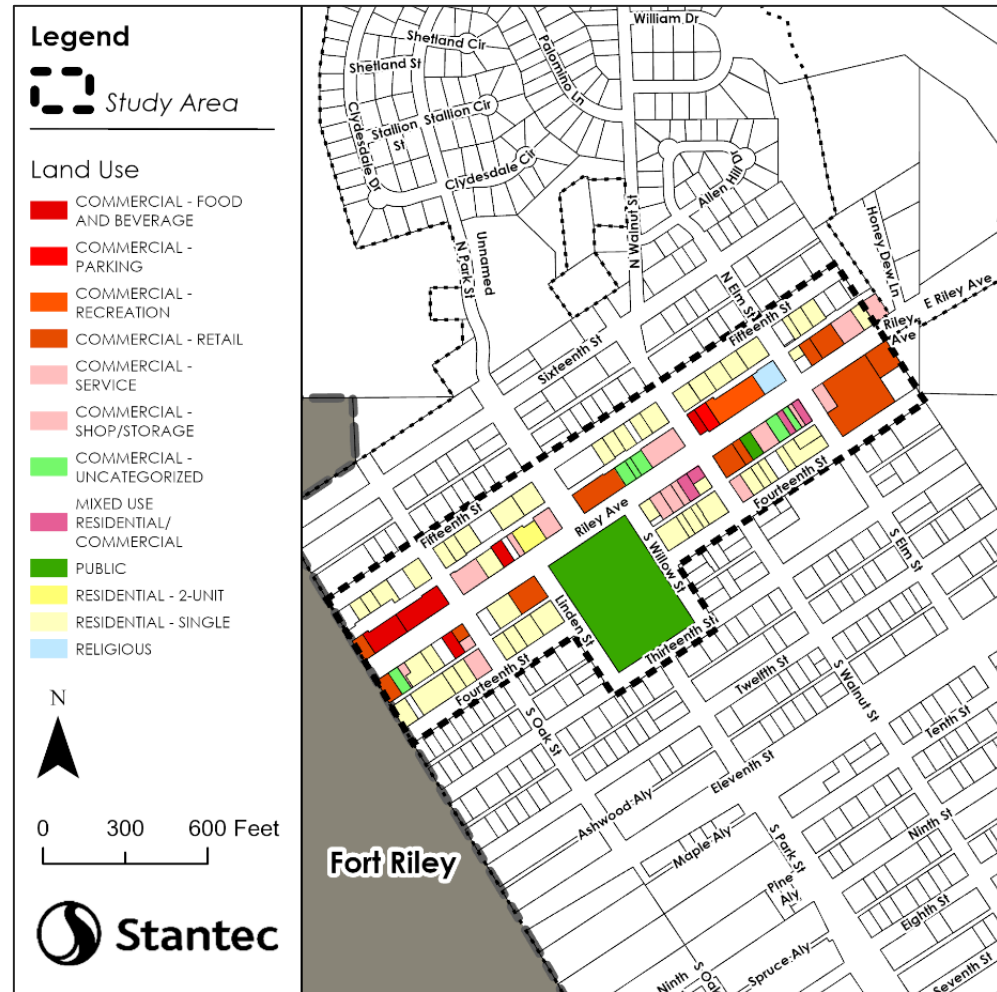 Legend
Study Area
Land Use
COMMERCIAL - FOOD
AND BEVERAGE
COMMERCIAL -
PARKING
COMMERCIAL -
RECREATION
COMMERCIAL - RETAIL
COMMERCIAL -
SERVICE
COMMERCIAL -
SHOP/STORAGE
COMMERCIAL -
UNCATEGORIZED
MIXED USE
RESIDENTIAL/
COMMERCIAL
PUBLIC
RESIDENTIAL - 2-UNIT
RESIDENTIAL - SINGLE
RELIGIOUS
N
0 300 600 Feet
Stantec
William Dr
Shetland Cir
Shetland St
Palomino Ln
Clydesdale Dr
Stallion Cir
Stallion
St
Clydesdale Cir
Allen Hill Dr
N Walnut St
Unnamed
N Park St
Honey Dew Ln
N Elm St
E Riley Ave
Riley
Ave
Fifteenth St
Sixteenth St
Fifteenth St
Riley Ave
Fourteenth St
S Willow St
S Elm St
Linden St
Thirteenth St
Fourteenth St
Twelfth St
S Walnut St
S Oak St
Tenth St
Eleventh St
Ashwood Aly
Maple Aly
S Park St
Ninth St
Pine
Aly
Fort Riley
Eighth St
Spruce Aly
Ninth
S Oak
Seventh St